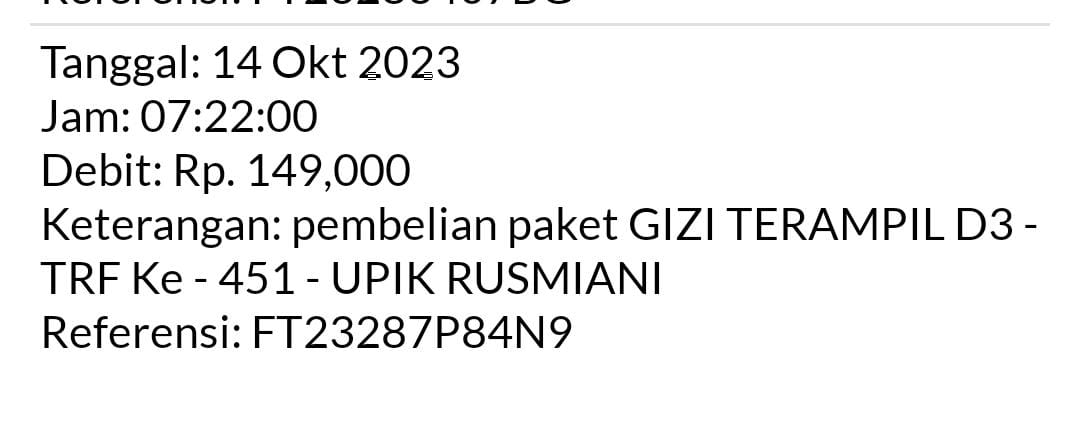 Tanggal: 14 Okt 2023
Jam: 07:22:00
Debit: Rp. 149,000
Keterangan: pembelian paket GIZI TERAMPIL D3 -
TRF Ke - 451 - UPIK RUSMIANI
Referensi: FT23287P84N9